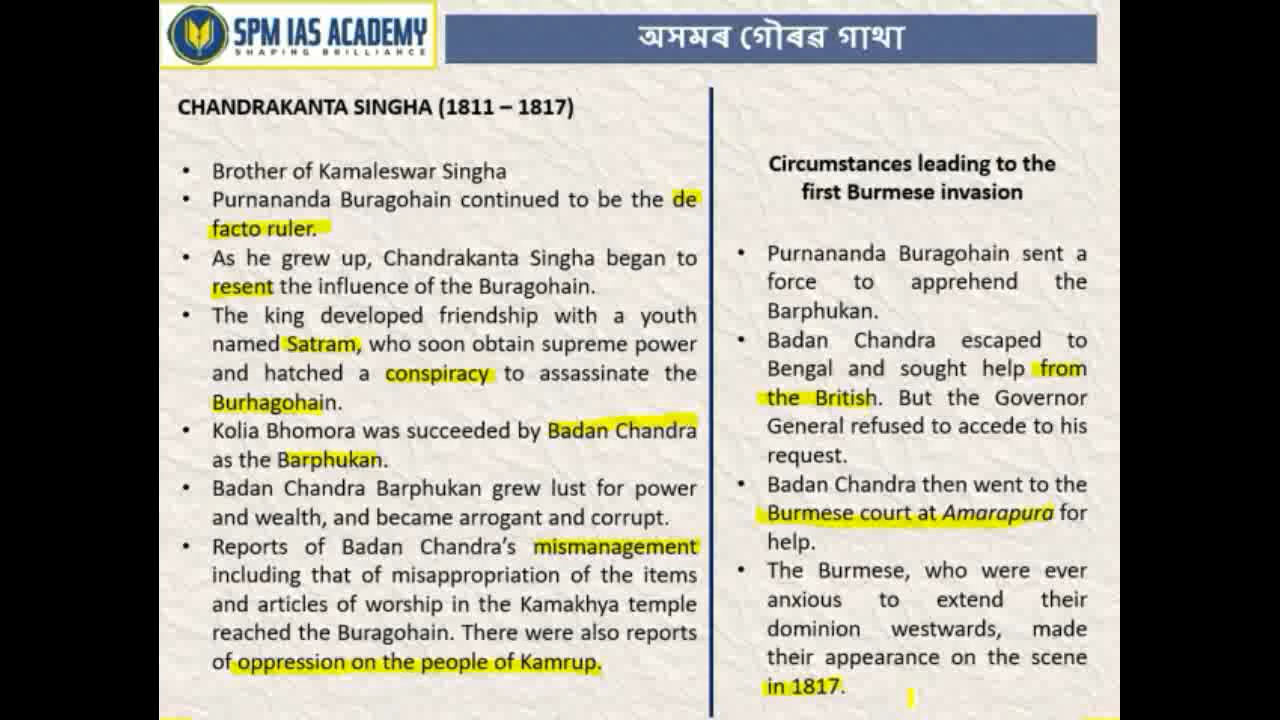 SPM IAS ACADEMY
SHAPING BRILLIANCE
অসমৰ গৌৰৱ গাথা
CHANDRAKANTA SINGHA (1811 – 1817)
• Brother of Kamaleswar Singha
• Purnananda Buragohain continued to be the de
facto ruler.
• As he grew up, Chandrakanta Singha began to
resent the influence of the Buragohain.
• The king developed friendship with a youth
named Satram, who soon obtain supreme power
and hatched a conspiracy to assassinate the
Burhagohain.
• Kolia Bhomora was succeeded by Badan Chandra
as the Barphukan.
• Badan Chandra Barphukan grew lust for power
and wealth, and became arrogant and corrupt.
• Reports of Badan Chandra’s mismanagement
including that of misappropriation of the items
and articles of worship in the Kamakhya temple
reached the Buragohain. There were also reports
of oppression on the people of Kamrup.
Circumstances leading to the
first Burmese invasion
• Purnananda Buragohain sent a
force to apprehend the
Barphukan.
• Badan Chandra escaped to
Bengal and sought help from
the British. But the Governor
General refused to accede to his
request.
• Badan Chandra then went to the
Burmese court at Amarapura for
help.
• The Burmese, who were ever
anxious to extend their
dominion westwards, made
their appearance on the scene
in 1817.